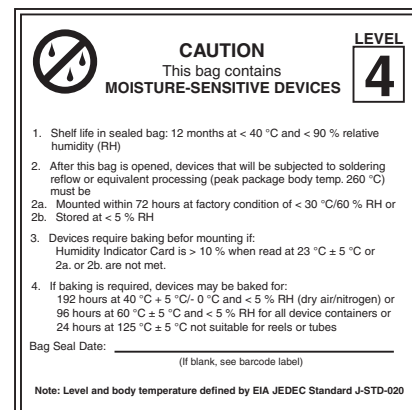 LEVEL
4
CAUTION
This bag contains
MOISTURE-SENSITIVE DEVICES
1. Shelf life in sealed bag: 12 months at < 40 °C and < 90 % relative
humidity (RH)
2. After this bag is opened, devices that will be subjected to soldering
reflow or equivalent processing (peak package body temp. 260 °C)
must be
2a. Mounted within 72 hours at factory condition of < 30 °C/60 % RH or
2b. Stored at < 5 % RH
3. Devices require baking befor mounting if:
Humidity Indicator Card is > 10 % when read at 23 °C ± 5 °C or
2a. or 2b. are not met.
4. If baking is required, devices may be baked for:
192 hours at 40 °C + 5 °C/- 0 °C and < 5 % RH (dry air/nitrogen) or
96 hours at 60 °C ± 5 °C and < 5 % RH for all device containers or
24 hours at 125 °C ± 5 °C not suitable for reels or tubes
Bag Seal Date:
(If blank, see barcode label)
Note: Level and body temperature defined by EIA JEDEC Standard J-STD-020